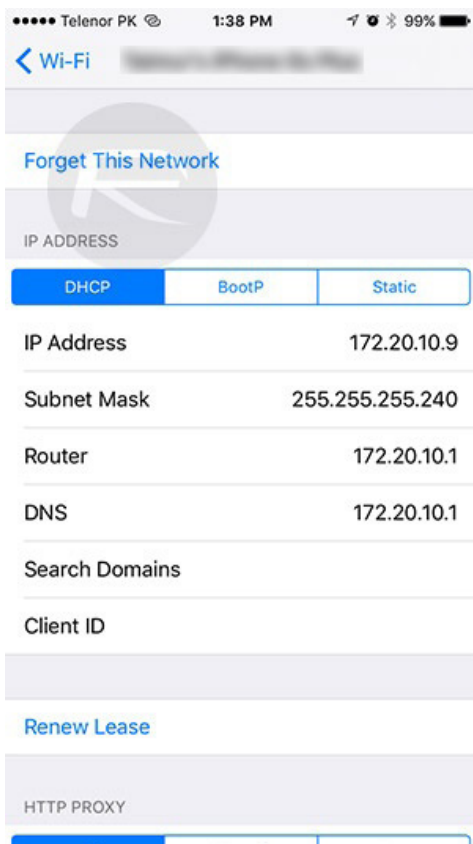 Telenor PK 1:38 PM 99%
Wi-Fi
Forget This Network
IP ADDRESS
DHCP BootP Static
IP Address 172.20.10.9
Subnet Mask 255.255.255.240
Router 172.20.10.1
DNS 172.20.10.1
Search Domains
Client ID
Renew Lease
HTTP PROXY